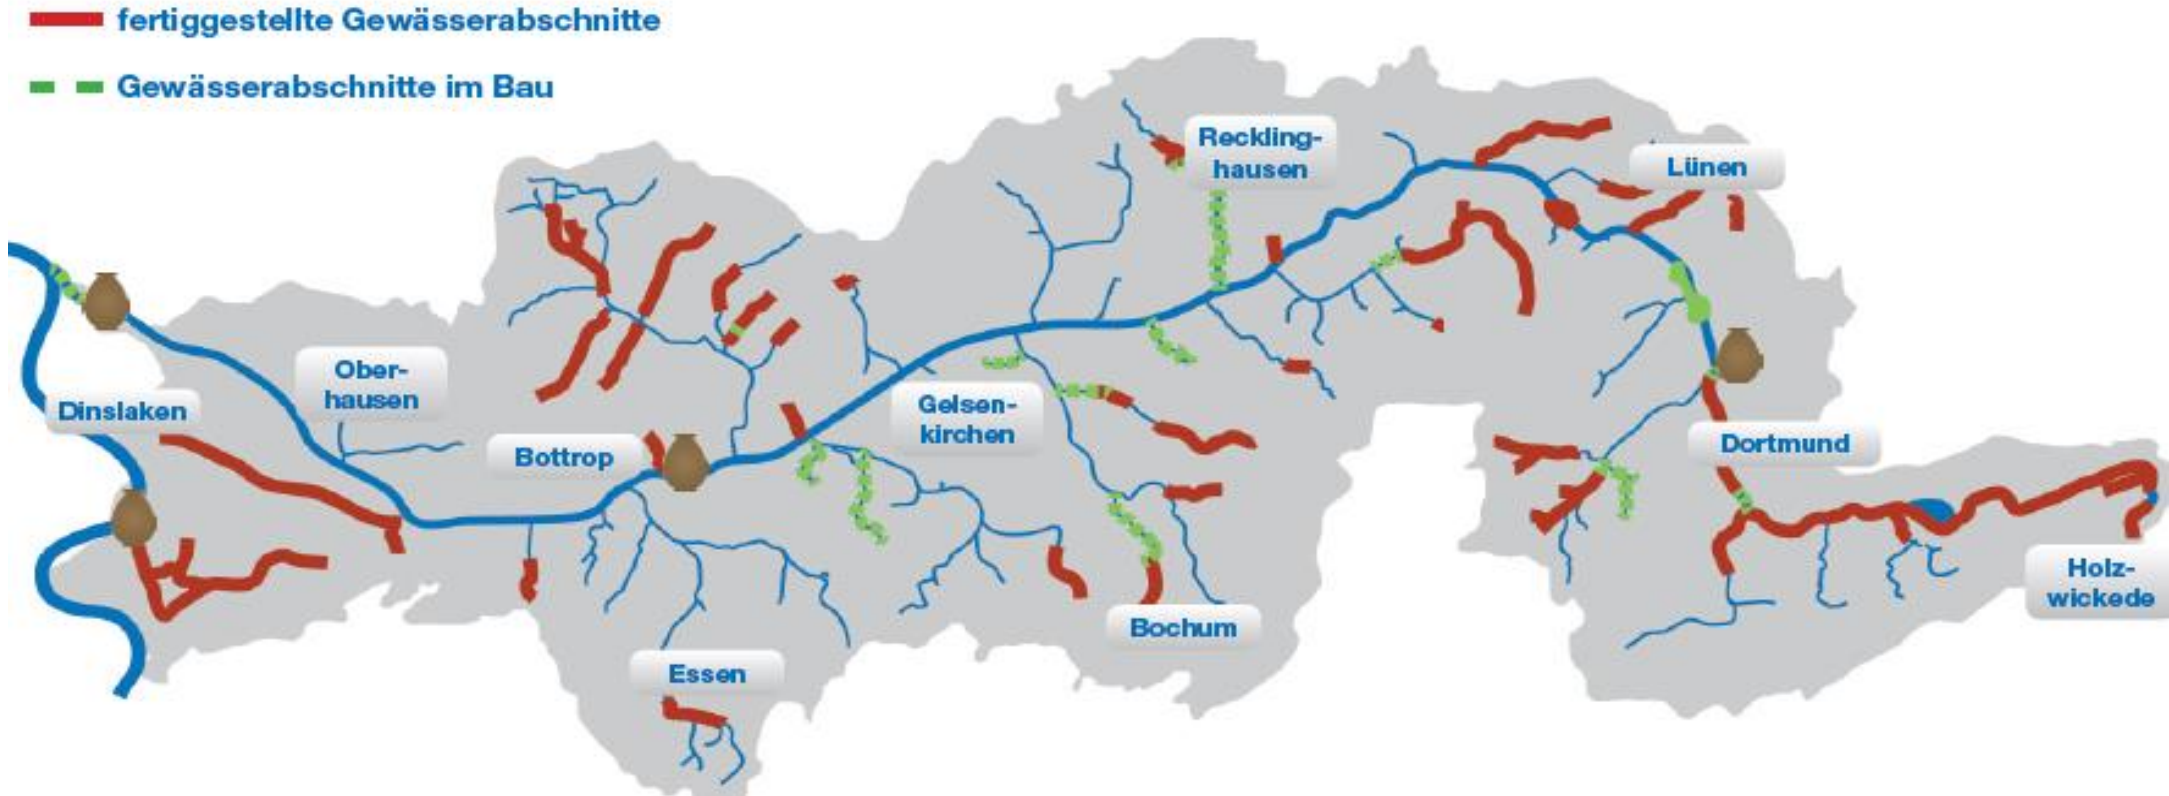 fertiggestellte Gewässerabschnitte
Gewässerabschnitte im Bau
Reckling-
hausen
Lünen
Ober-
hausen
Dinslaken
Gelsen-
kirchen
Bottrop
Dortmund
Holz-
wickede
Bochum
Essen